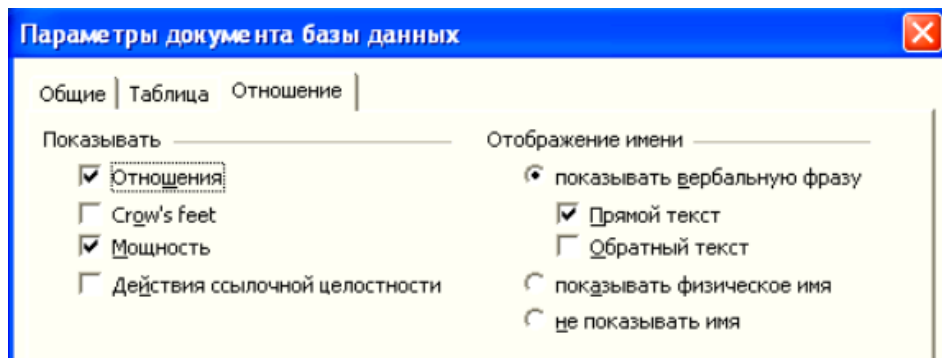 Параметры документа базы данных
Общие Таблица Отношение
Показывать
Отношения
Crow's feet
Мощность
Действия ссылочной целостности
Отображение имени
показывать вербальную фразу
Прямой текст
Обратный текст
показывать физическое имя
не показывать имя